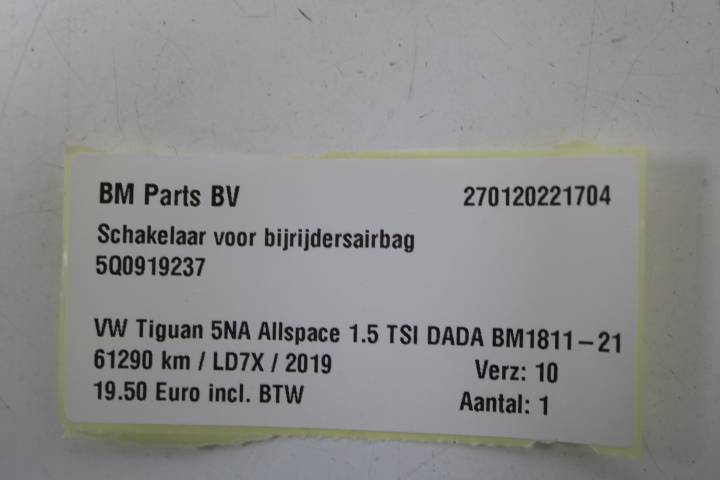 BM Parts BV 270120221704
Schakelaar voor bijrijdersairbag
5Q0919237
VW Tiguan 5NA Allspace 1.5 TSI DADA BM1811-21
61290 km / LD7X / 2019 Verz: 10
19.50 Euro incl. BTW Aantal: 1